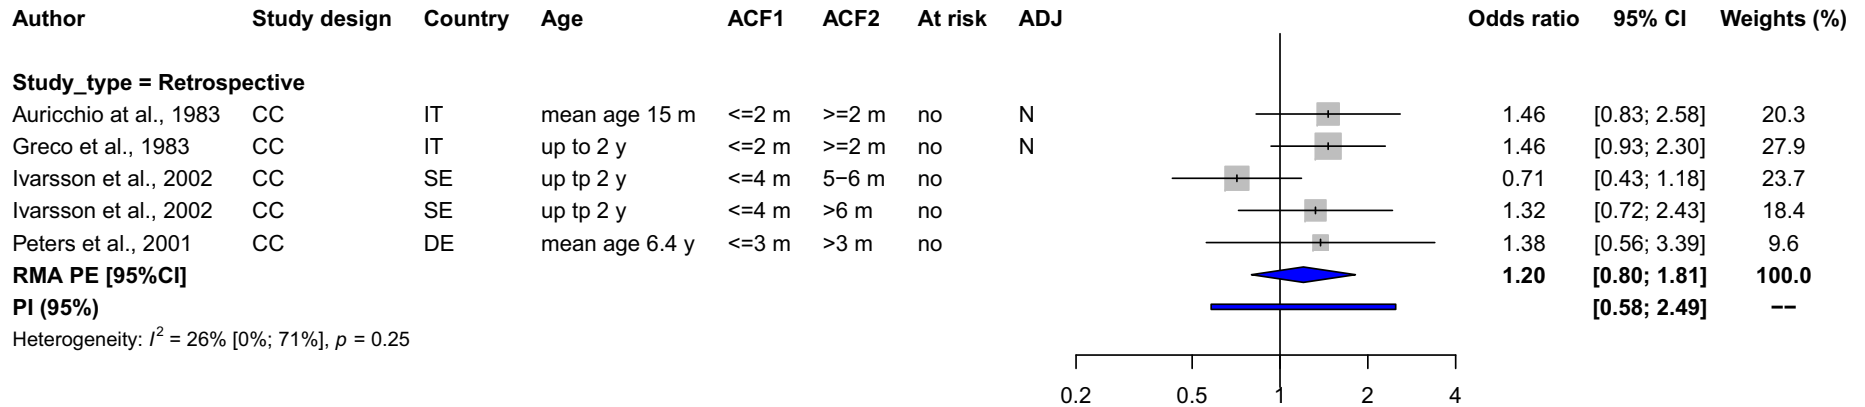 Author Study design Country Age ACF1 ACF2 At risk ADJ Odds ratio 95% CI Weights (%)
Study_type = Retrospective
Auricchio at al., 1983 CC IT mean age 15 m <=2 m >=2 m no N 1.46 [0.83; 2.58] 20.3
Greco et al., 1983 CC IT up to 2 y <=2 m >=2 m no N 1.46 [0.93; 2.30] 27.9
Ivarsson et al., 2002 CC SE up tp 2 y <=4 m 5−6 m no 0.71 [0.43; 1.18] 23.7
Ivarsson et al., 2002 CC SE up tp 2 y <=4 m >6 m no 1.32 [0.72; 2.43] 18.4
Peters et al., 2001 CC DE mean age 6.4 y <=3 m >3 m no 1.38 [0.56; 3.39] 9.6
RMA PE [95%CI] 1.20 [0.80; 1.81] 100.0
PI (95%) [0.58; 2.49] −−
Heterogeneity: I² = 26% [0%; 71%], p = 0.25
0.2 0.5 1 2 4